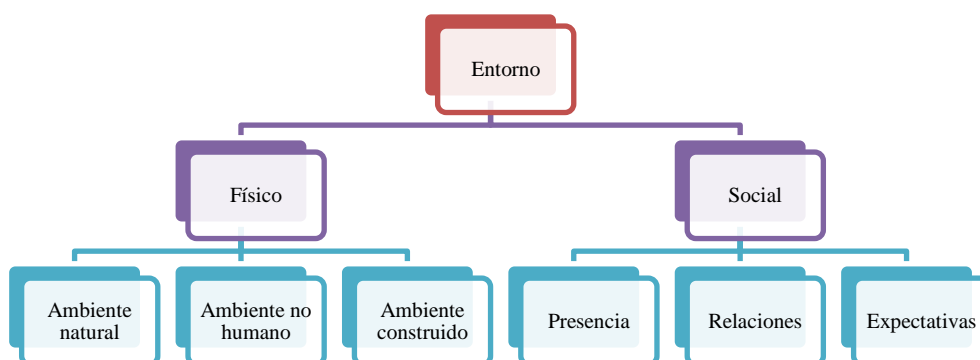 Entorno
Físico
Social
Ambiente
natural
Ambiente no
humano
Ambiente
construido
Presencia
Relaciones
Expectativas